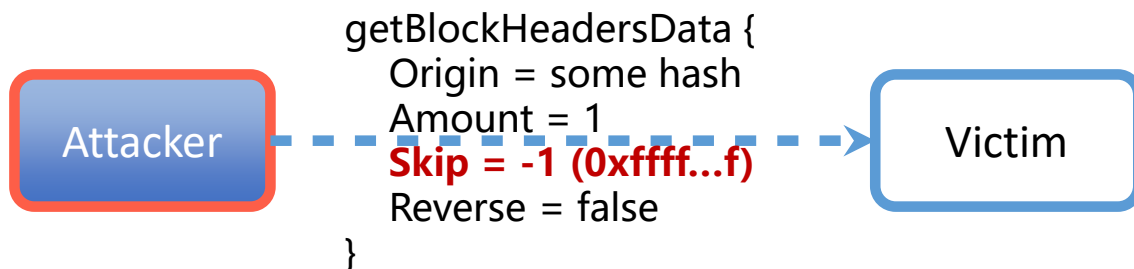 getBlockHeadersData {
Origin = some hash
Attacker
Amount = 1
Victim
Skip = -1 (0xffff...f)
Reverse = false
}